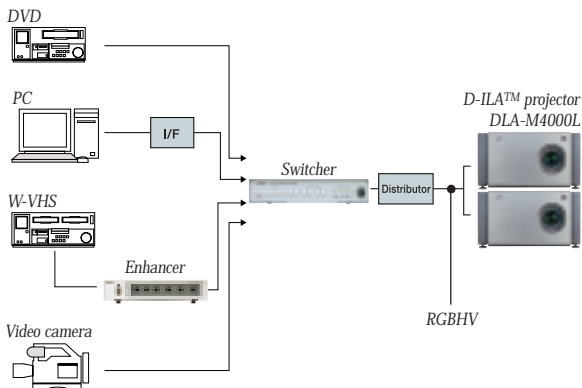 DVD
PC
I/F
W-VHS
Enhancer
Video camera
Switcher
Distributor
D-ILA™ projector
DLA-M4000L
RGBHV